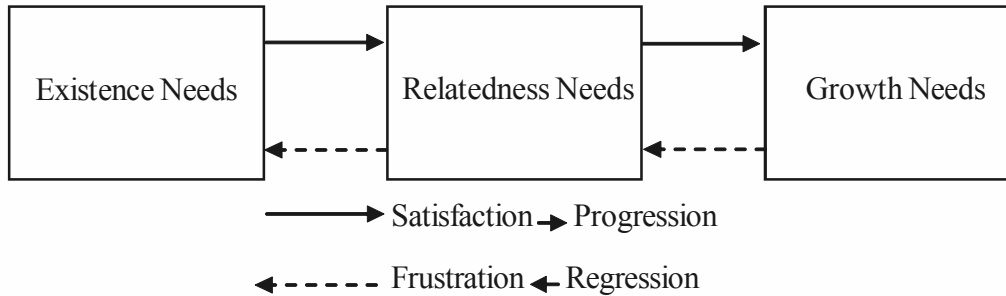 Existence Needs
Relatedness Needs
Growth Needs
Satisfaction Progression
Frustration Regression